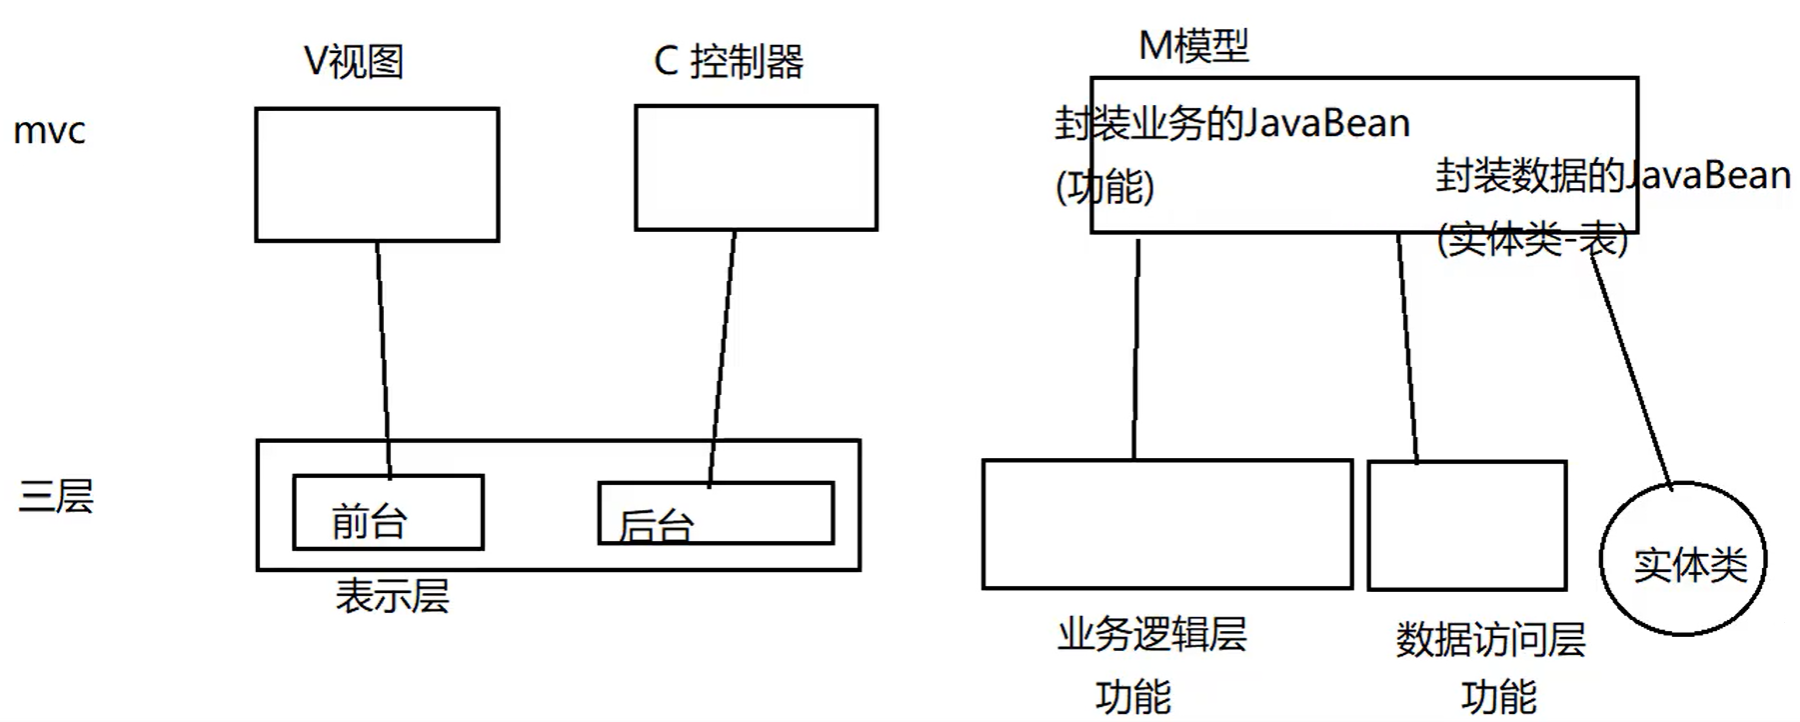 V视图
C 控制器
M模型
mvc
封装业务的JavaBean
(功能)
封装数据的JavaBean
(实体类-表)
三层
前台
后台
表示层
实体类
业务逻辑层
功能
数据访问层
功能